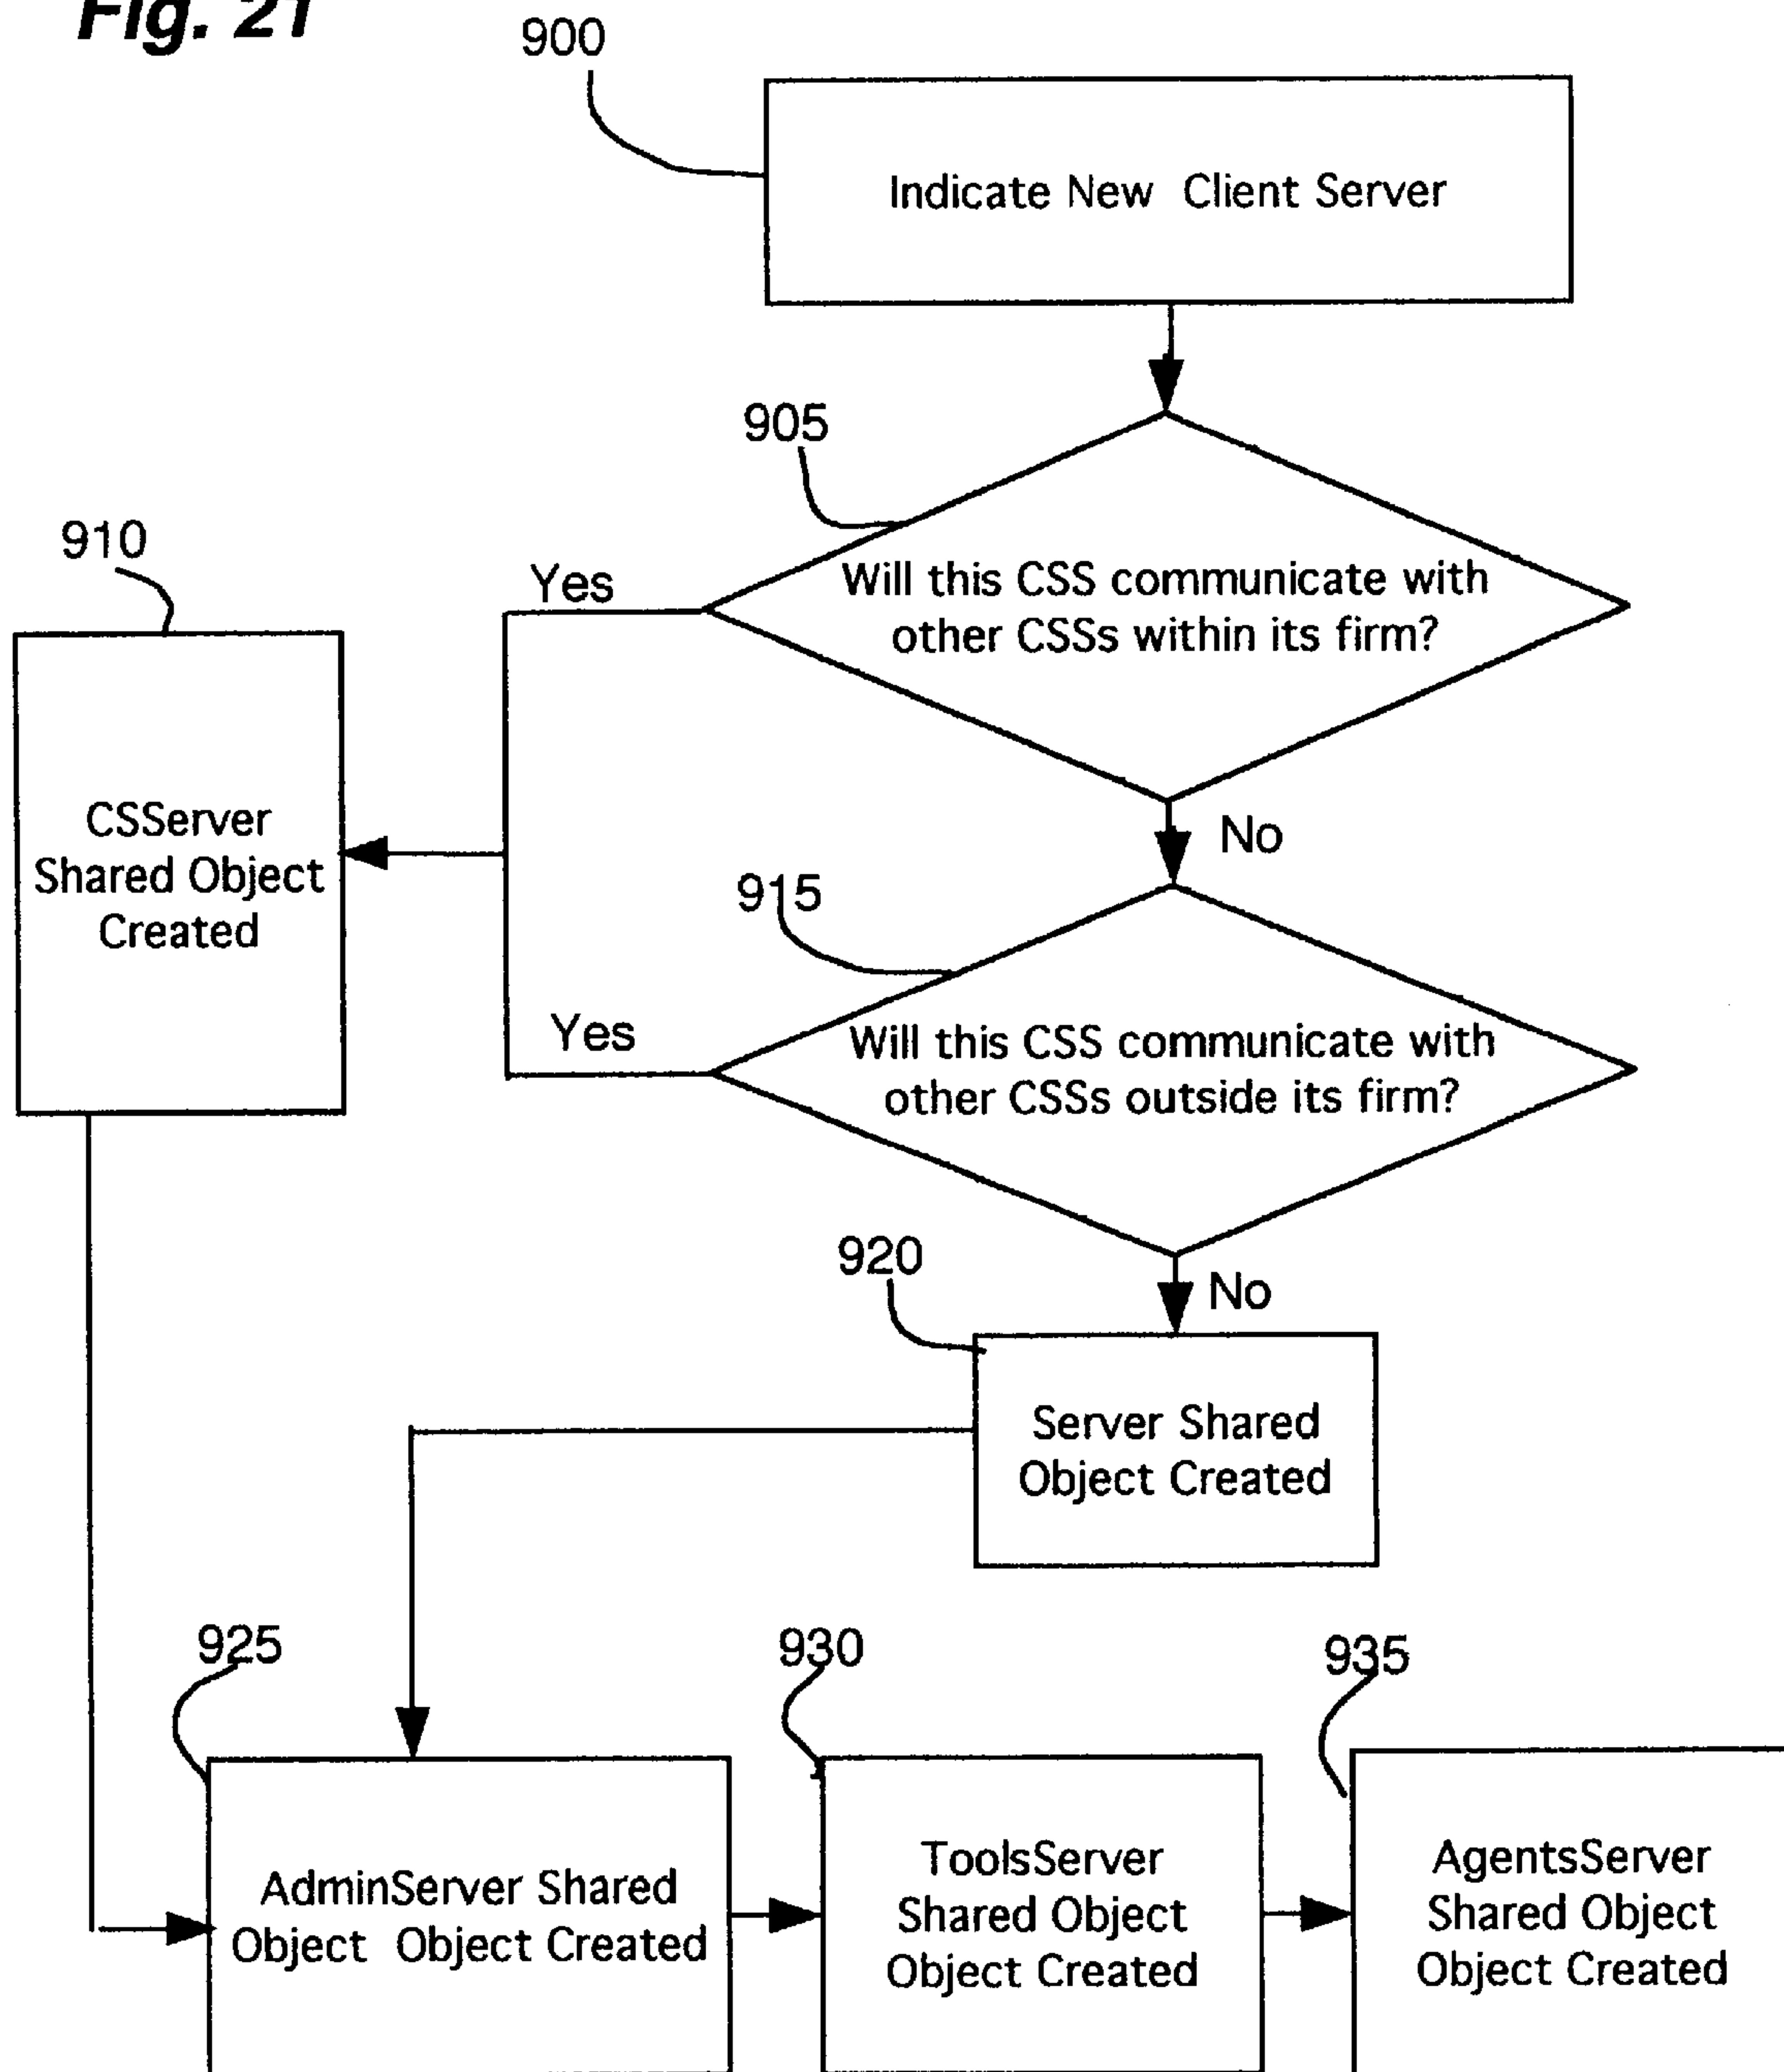 Fig. 21
900
Indicate New Client Server
905
Will this CSS communicate with
other CSSs within its firm?
Yes
910
CSServer
Shared Object
Created
No
915
Will this CSS communicate with
other CSSs outside its firm?
Yes
920
No
Server Shared
Object Created
925
AdminServer Shared
Object Object Created
930
ToolsServer
Shared Object
Object Created
935
AgentsServer
Shared Object
Object Created